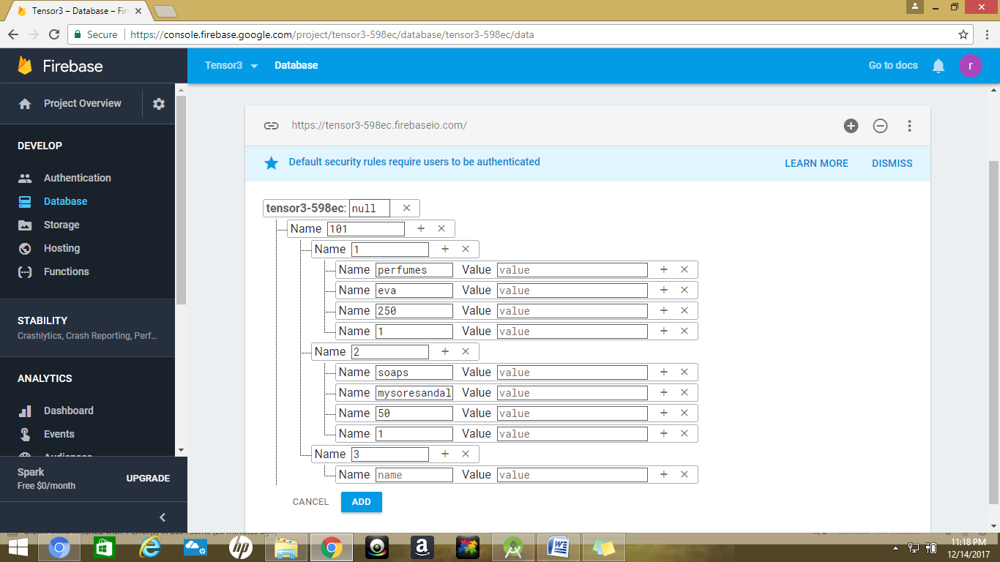 Tensor3 – Database – Fir
Secure https://console.firebase.google.com/project/tensor3-598ec/database/tensor3-598ec/data
Firebase Tensor3 Database Go to docs r
Project Overview
https://tensor3-598ec.firebaseio.com/
DEVELOP
Default security rules require users to be authenticated LEARN MORE DISMISS
Authentication
Database
Storage
Hosting
Functions
STABILITY
Crashlytics, Crash Reporting, Perf...
ANALYTICS
Dashboard
Events
Audiences
Spark
Free $0/month
UPGRADE
tensor3-598ec: null
Name 101
Name 1
Name perfumes Value value
Name eva Value value
Name 250 Value value
Name 1 Value value
Name 2
Name soaps Value value
Name mysoresandal Value value
Name 50 Value value
Name 1 Value value
Name 3
Name name Value value
CANCEL ADD
hp
a
W
11:18 PM
12/14/2017